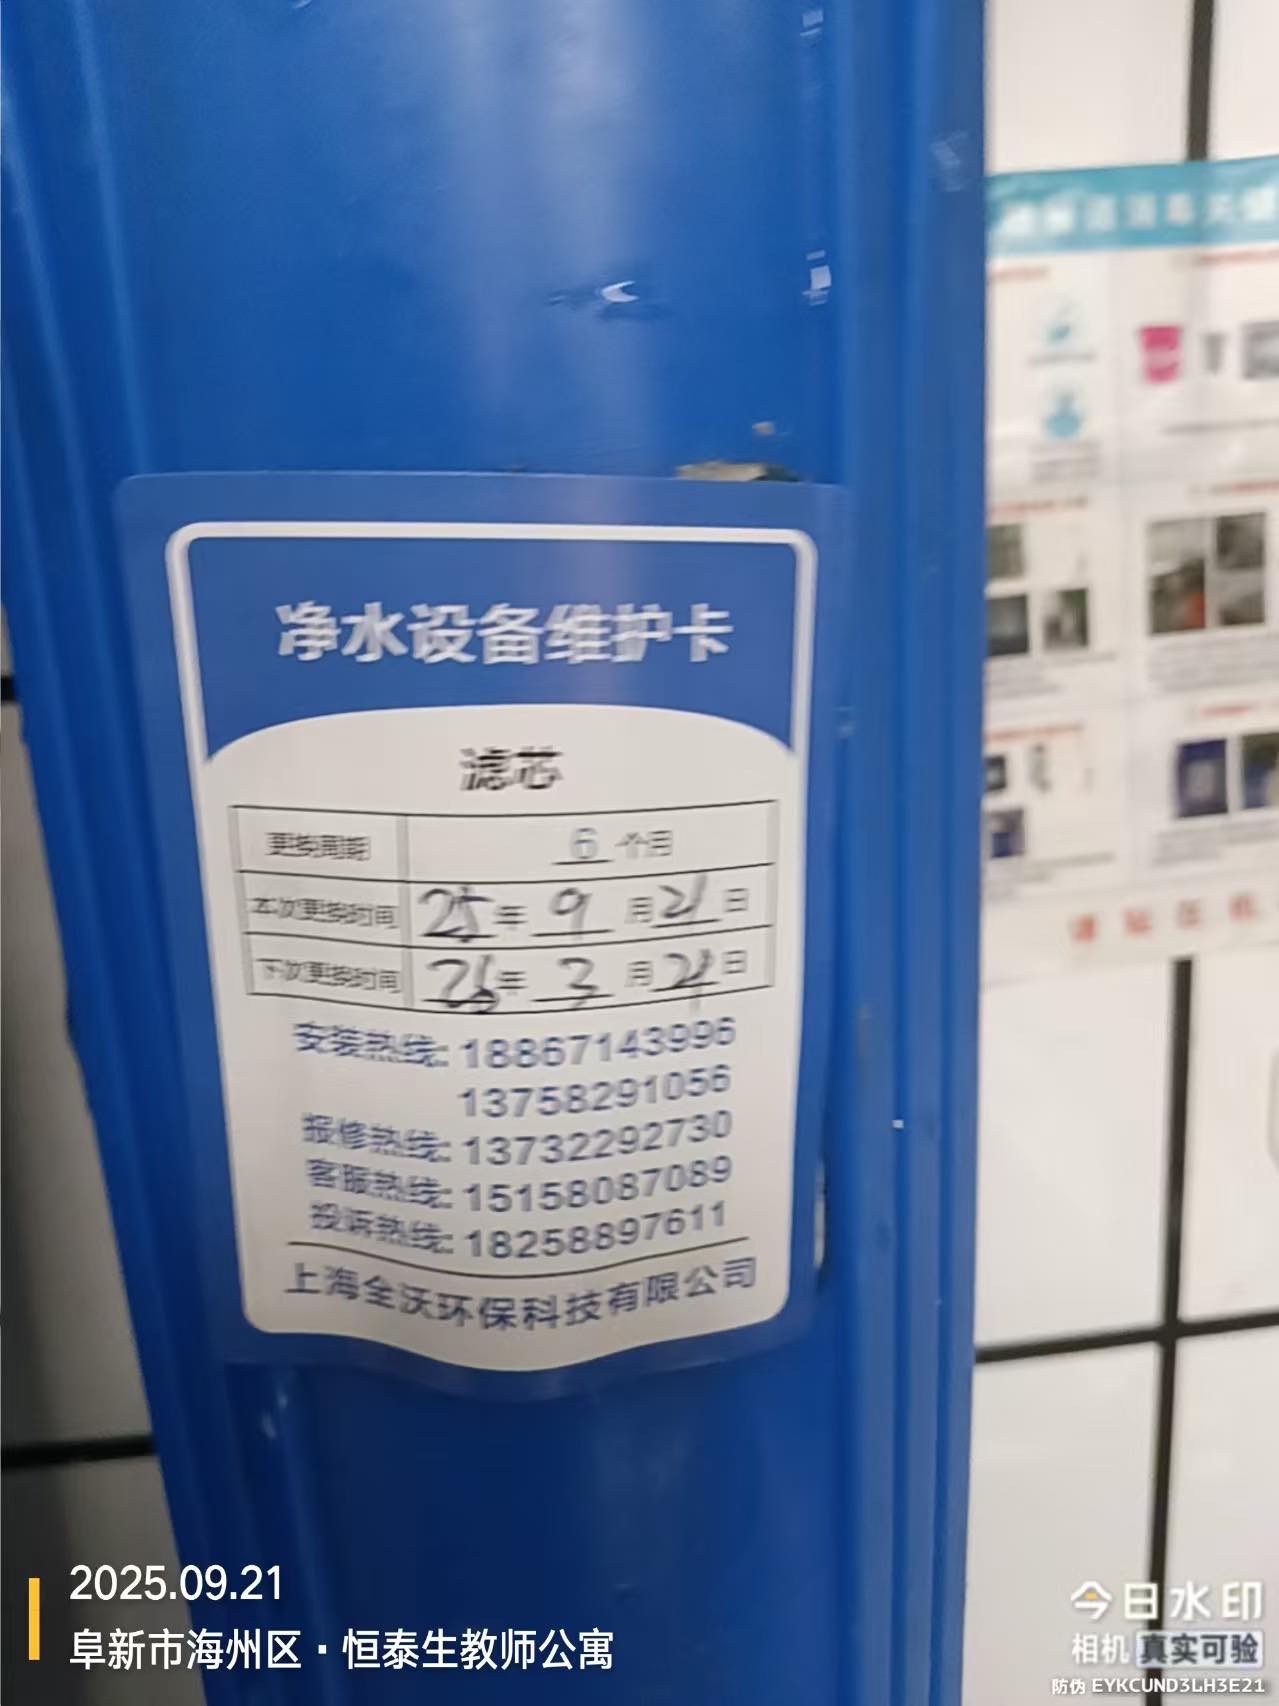 净水设备维护卡
滤芯
更换周期 6 个月
本次更换时间 25年 9 月 21 日
下次更换时间 26年 3 月 21 日
安装热线: 18867143996
13758291056
报修热线: 13732292730
客服热线: 15158087089
投诉热线: 18258897611
上海全沃环保科技有限公司
2025.09.21
阜新市海州区·恒泰生教师公寓
今日水印
相机 真实可验
防伪 EYKCUND3LH3E21